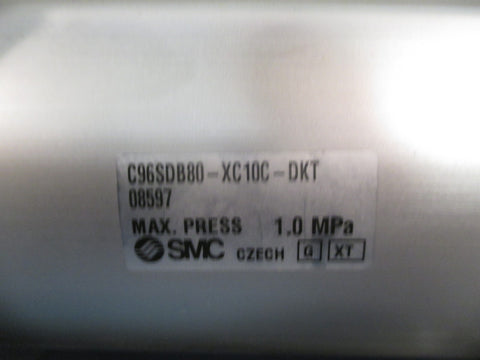 C96SDB80-XC10C-DKT
08597
MAX. PRESS 1.0 MPa
SMC CZECH G XT